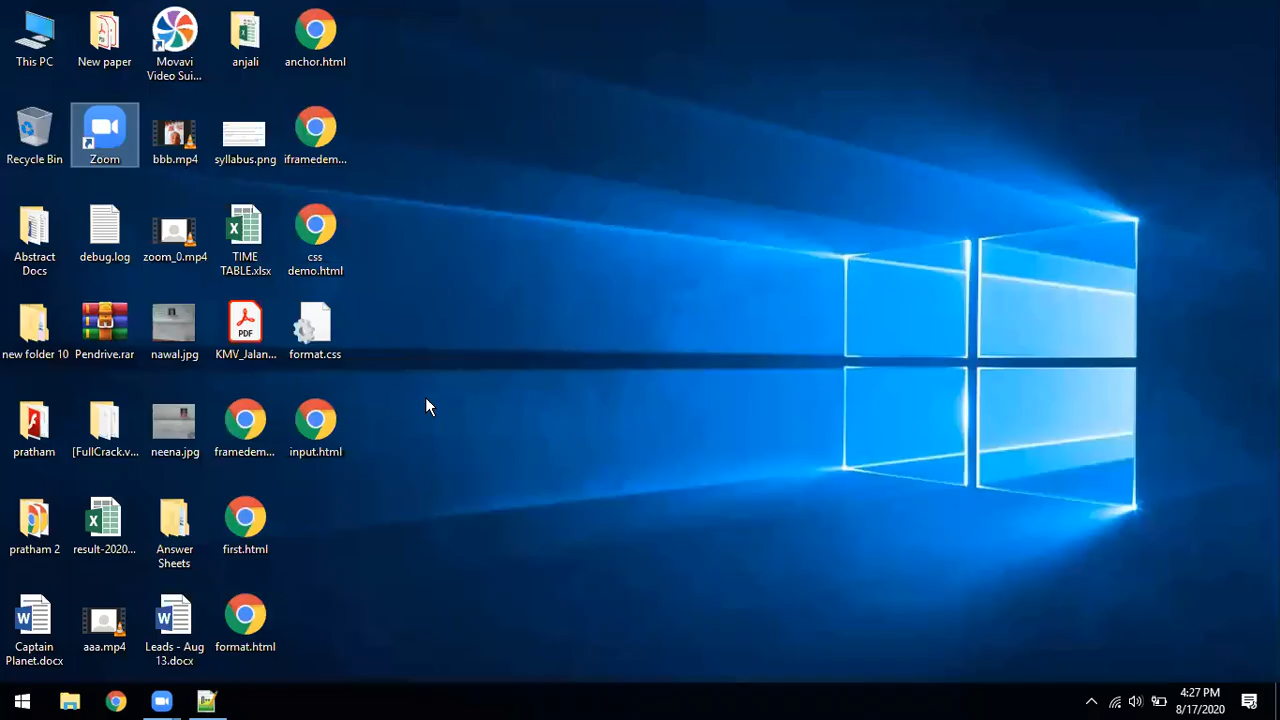 This PC
New paper
Movavi
Video Sui...
anjali
anchor.html
Recycle Bin
Zoom
bbb.mp4
syllabus.png
iframedem...
Abstract
Docs
debug.log
zoom_0.mp4
TIME
TABLE.xlsx
css
demo.html
new folder 10
Pendrive.rar
nawal.jpg
PDF
KMV_Jalan...
format.css
pratham
[FullCrack.v...
neena.jpg
framedem...
input.html
pratham 2
result-2020...
Answer
Sheets
first.html
Captain
Planet.docx
aaa.mp4
Leads - Aug
13.docx
format.html
4:27 PM
8/17/2020